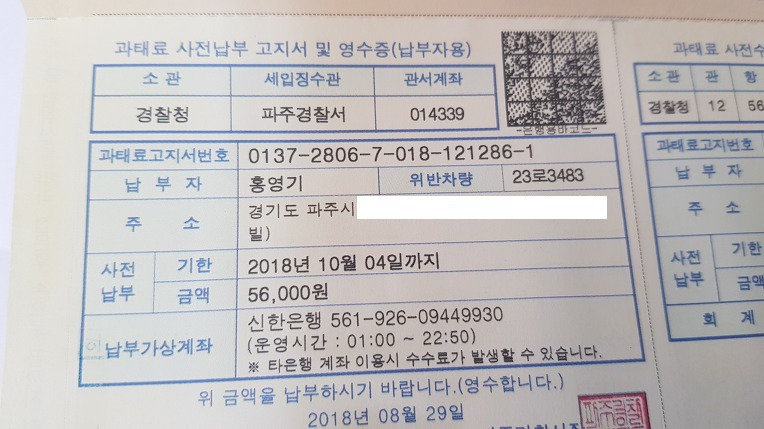 과태료 사전납부 고지서 및 영수증(납부자용)
소 관 세입징수관 관서계좌
경찰청 파주경찰서 014339
-은행용바코드-
과태료고지서번호 0137-2806-7-018-121286-1
납 부 자 홍영기 위반차량 23로3483
주 소 경기도 파주시
빌)
사전 납부 기한 2018년 10월 04일까지
금액 56,000원
납부가상계좌 신한은행 561-926-09449930
(운영시간 : 01:00 ~ 22:50)
※ 타은행 계좌 이용시 수수료가 발생할 수 있습니다.
위 금액을 납부하시기 바랍니다.(영수합니다.)
2018년 08월 29일
과태료 사전수
소 관 관 항
경찰청 12 56
과태료고지서번호
납 부 자
주 소
사전 납부 기한
금액
회 계